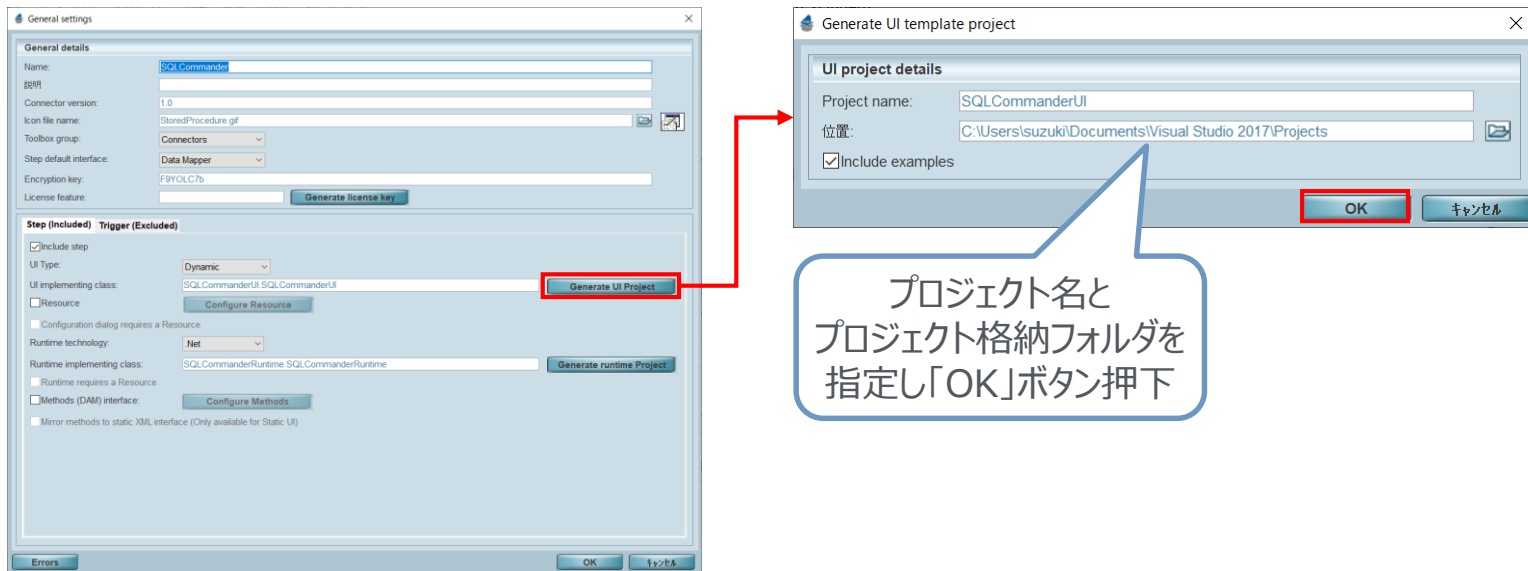 General settings
General details
Name: SQLCommander
説明
Connector version: 1.0
Icon file name: StoredProcedure.gif
Toolbox group: Connectors
Step default interface: Data Mapper
Encryption key: F9YOLC7b
License feature: Generate license key
Step (Included) Trigger (Excluded)
Include step
UI Type: Dynamic
UI implementing class: SQLCommanderUI.SQLCommanderUI Generate UI Project
Resource Configure Resource
Configuration dialog requires a Resource
Runtime technology: .Net
Runtime implementing class: SQLCommanderRuntime.SQLCommanderRuntime Generate runtime Project
Runtime requires a Resource
Methods (DAM) interface: Configure Methods
Mirror methods to static XML interface (Only available for Static UI)
Errors OK キャンセル
Generate UI template project
UI project details
Project name: SQLCommanderUI
位置: C:\Users\suzuki\Documents\Visual Studio 2017\Projects
Include examples
OK キャンセル
プロジェクト名と
プロジェクト格納フォルダを
指定し「OK」ボタン押下